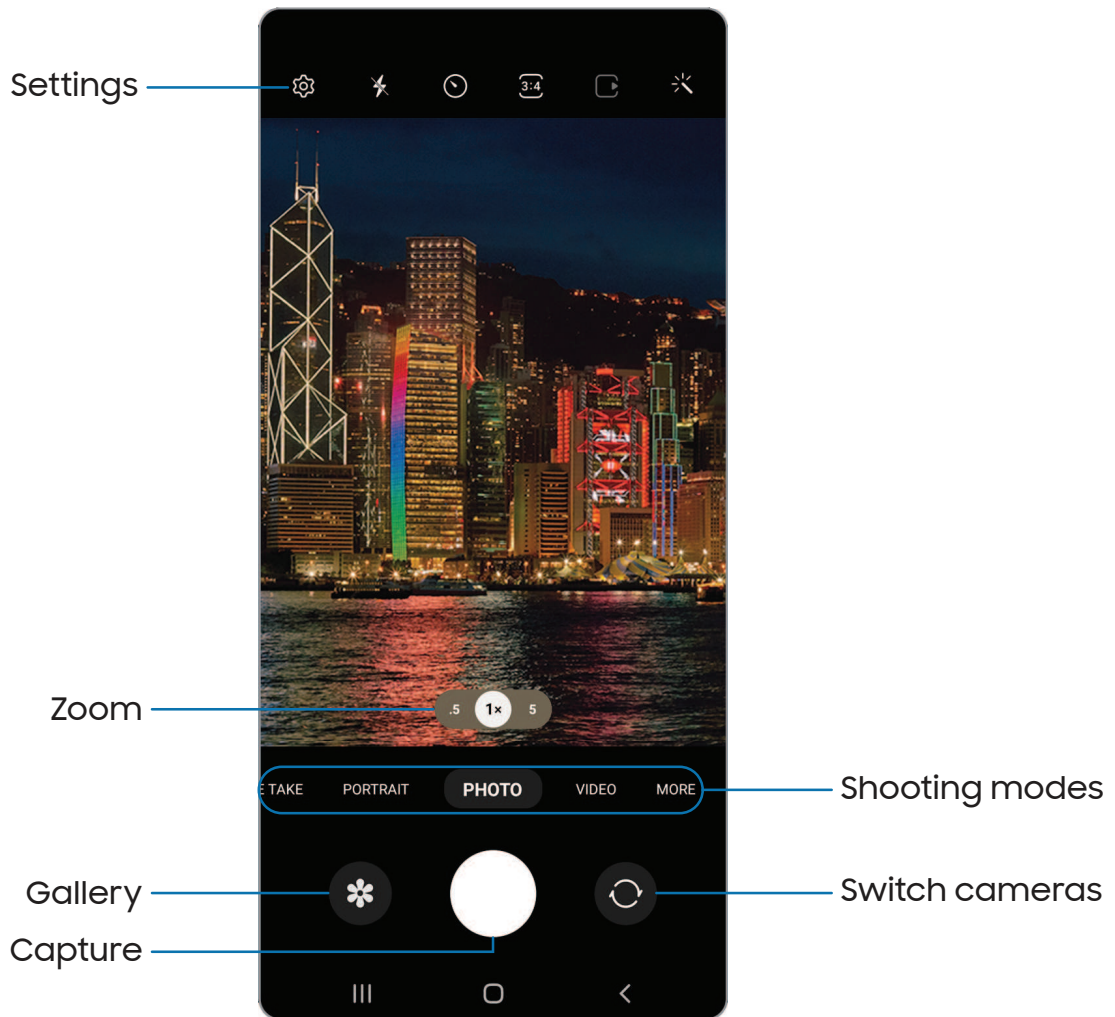 Settings
3:4
Zoom
.5 1× 5
E TAKE PORTRAIT PHOTO VIDEO MORE
Shooting modes
Gallery
Switch cameras
Capture